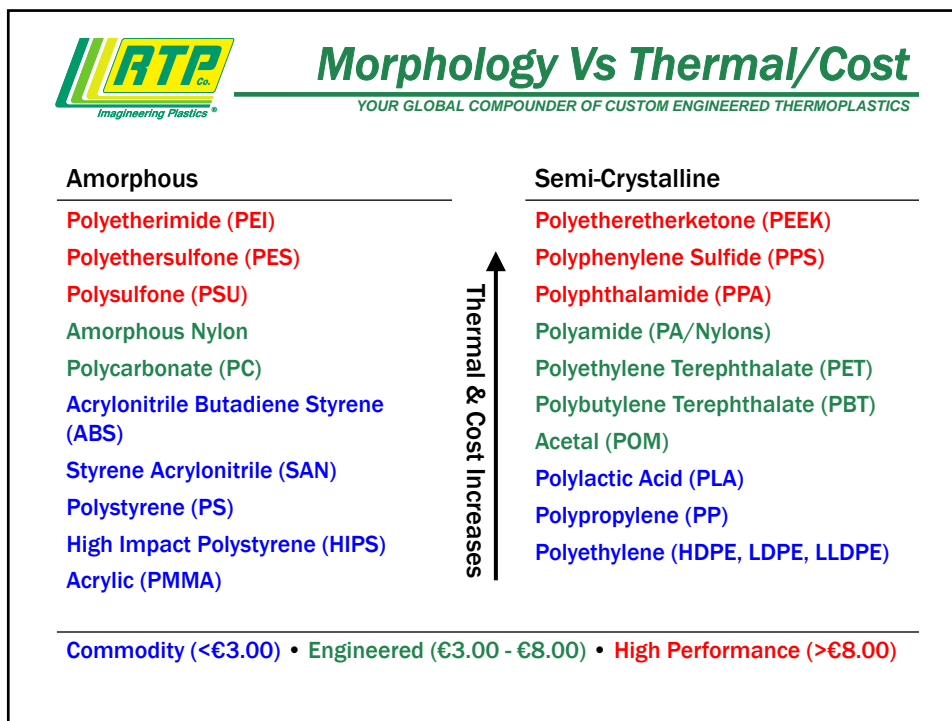 RTP
Co.
Imagineering Plastics ®
Morphology Vs Thermal/Cost
YOUR GLOBAL COMPOUNDER OF CUSTOM ENGINEERED THERMOPLASTICS
Amorphous
Polyetherimide (PEI)
Polyethersulfone (PES)
Polysulfone (PSU)
Amorphous Nylon
Polycarbonate (PC)
Acrylonitrile Butadiene Styrene
(ABS)
Styrene Acrylonitrile (SAN)
Polystyrene (PS)
High Impact Polystyrene (HIPS)
Acrylic (PMMA)
Thermal & Cost Increases
Semi-Crystalline
Polyetheretherketone (PEEK)
Polyphenylene Sulfide (PPS)
Polyphthalamide (PPA)
Polyamide (PA/Nylons)
Polyethylene Terephthalate (PET)
Polybutylene Terephthalate (PBT)
Acetal (POM)
Polylactic Acid (PLA)
Polypropylene (PP)
Polyethylene (HDPE, LDPE, LLDPE)
Commodity (<€3.00) • Engineered (€3.00 - €8.00) • High Performance (>€8.00)